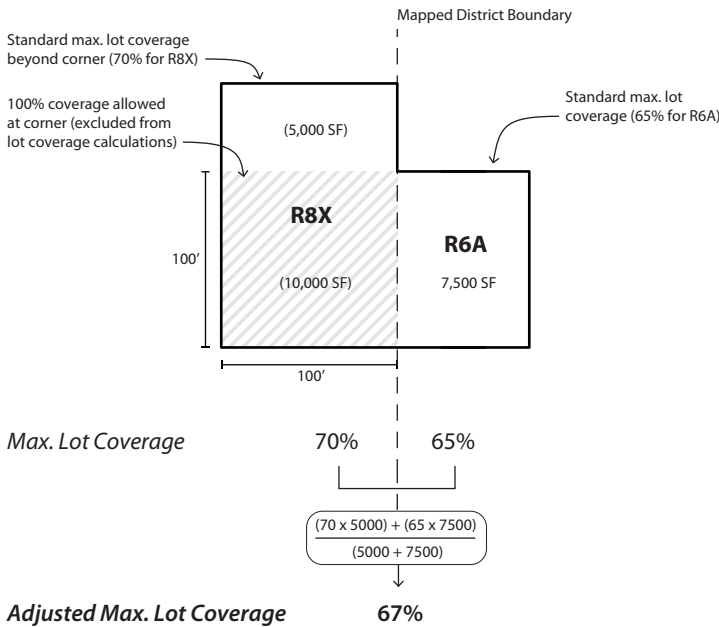 Mapped District Boundary
Standard max. lot coverage
beyond corner (70% for R8X)
100% coverage allowed
at corner (excluded from
lot coverage calculations)
Standard max. lot
coverage (65% for R6A)
(5,000 SF)
R8X
(10,000 SF)
R6A
7,500 SF
100’
100’
Max. Lot Coverage 70% 65%
(70 x 5000) + (65 x 7500)
(5000 + 7500)
Adjusted Max. Lot Coverage 67%